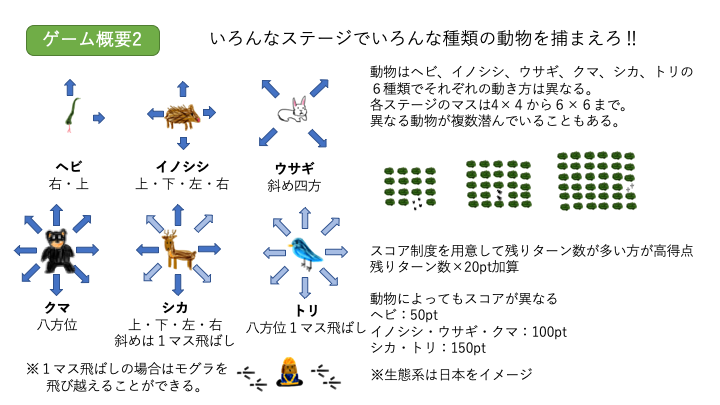 ゲーム概要2
いろんなステージでいろんな種類の動物を捕まえろ!!
動物はヘビ、イノシシ、ウサギ、クマ、シカ、トリの
６種類でそれぞれの動き方は異なる。
各ステージのマスは4×４から６×６まで。
異なる動物が複数潜んでいることもある。
ヘビ
右・上
イノシシ
上・下・左・右
ウサギ
斜め四方
クマ
八方位
シカ
上・下・左・右
斜めは１マス飛ばし
トリ
八方位１マス飛ばし
※１マス飛ばしの場合はモグラを
飛び越えることができる。
スコア制度を用意して残りターン数が多い方が高得点
残りターン数×20pt加算
動物によってもスコアが異なる
ヘビ：50pt
イノシシ・ウサギ・クマ：100pt
シカ・トリ：150pt
※生態系は日本をイメージ